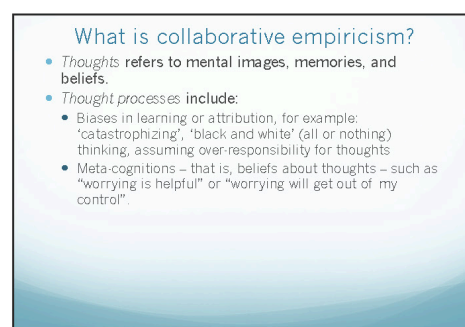 What is collaborative empiricism?
• Thoughts refers to mental images, memories, and
beliefs.
• Thought processes include:
• Biases in learning or attribution, for example:
‘catastrophizing’, ‘black and white’ (all or nothing)
thinking, assuming over-responsibility for thoughts
• Meta-cognitions – that is, beliefs about thoughts – such as
“worrying is helpful” or “worrying will get out of my
control”.